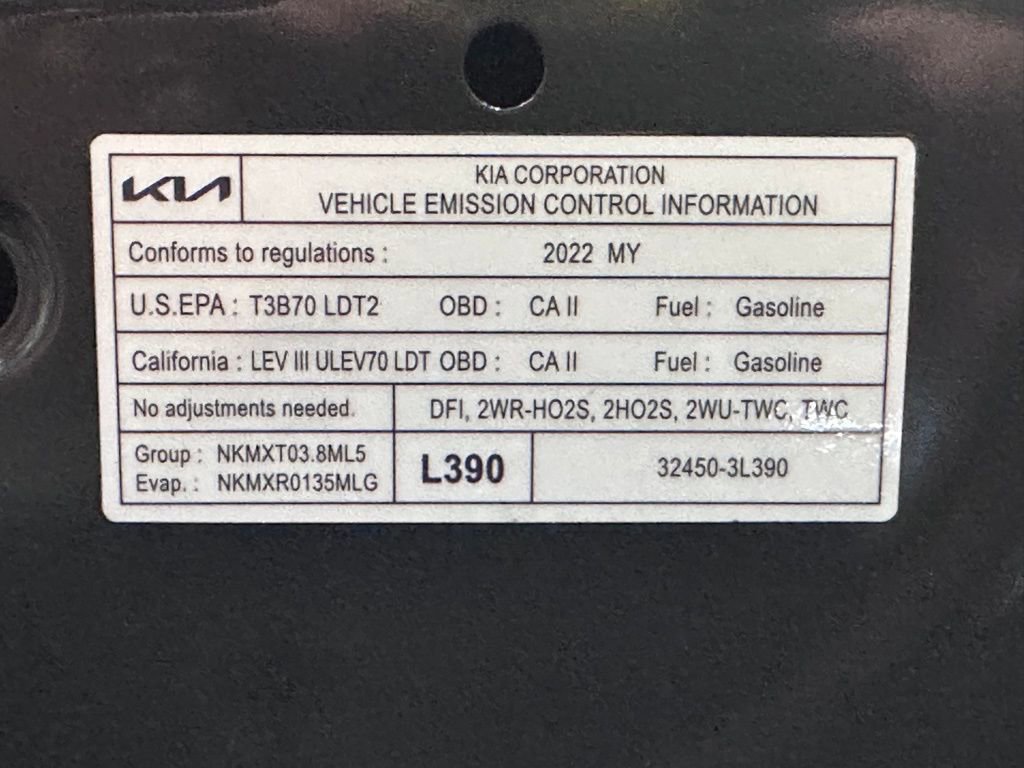 KIA KIA CORPORATION
VEHICLE EMISSION CONTROL INFORMATION
Conforms to regulations : 2022 MY
U.S.EPA : T3B70 LDT2 OBD : CA II Fuel : Gasoline
California : LEV III ULEV70 LDT OBD : CA II Fuel : Gasoline
No adjustments needed. DFI, 2WR-HO2S, 2HO2S, 2WU-TWC, TWC
Group : NKMXT03.8ML5
Evap. : NKMXR0135MLG
L390
32450-3L390